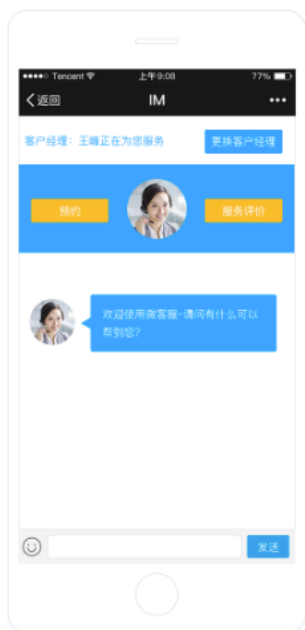 Tencent 上午9:08 77%
返回 IM
客户经理：王峰正在为您服务 更换客户经理
预约 服务评价
欢迎使用微客服~请问有什么可以
帮到您?
发送